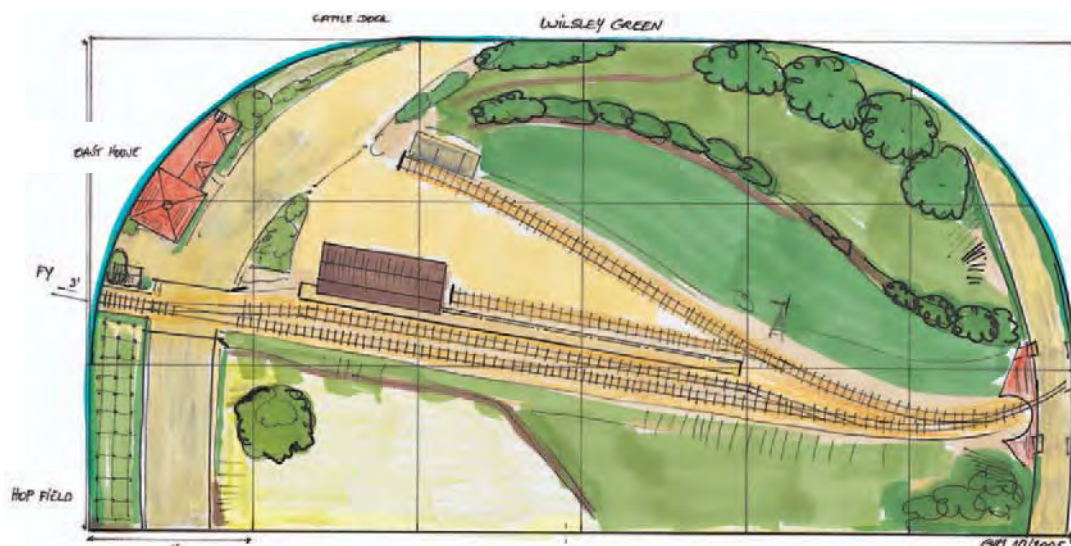 CATTLE DOCK
WILSLEY GREEN
OAST HOUSE
FY
3'
HOP FIELD